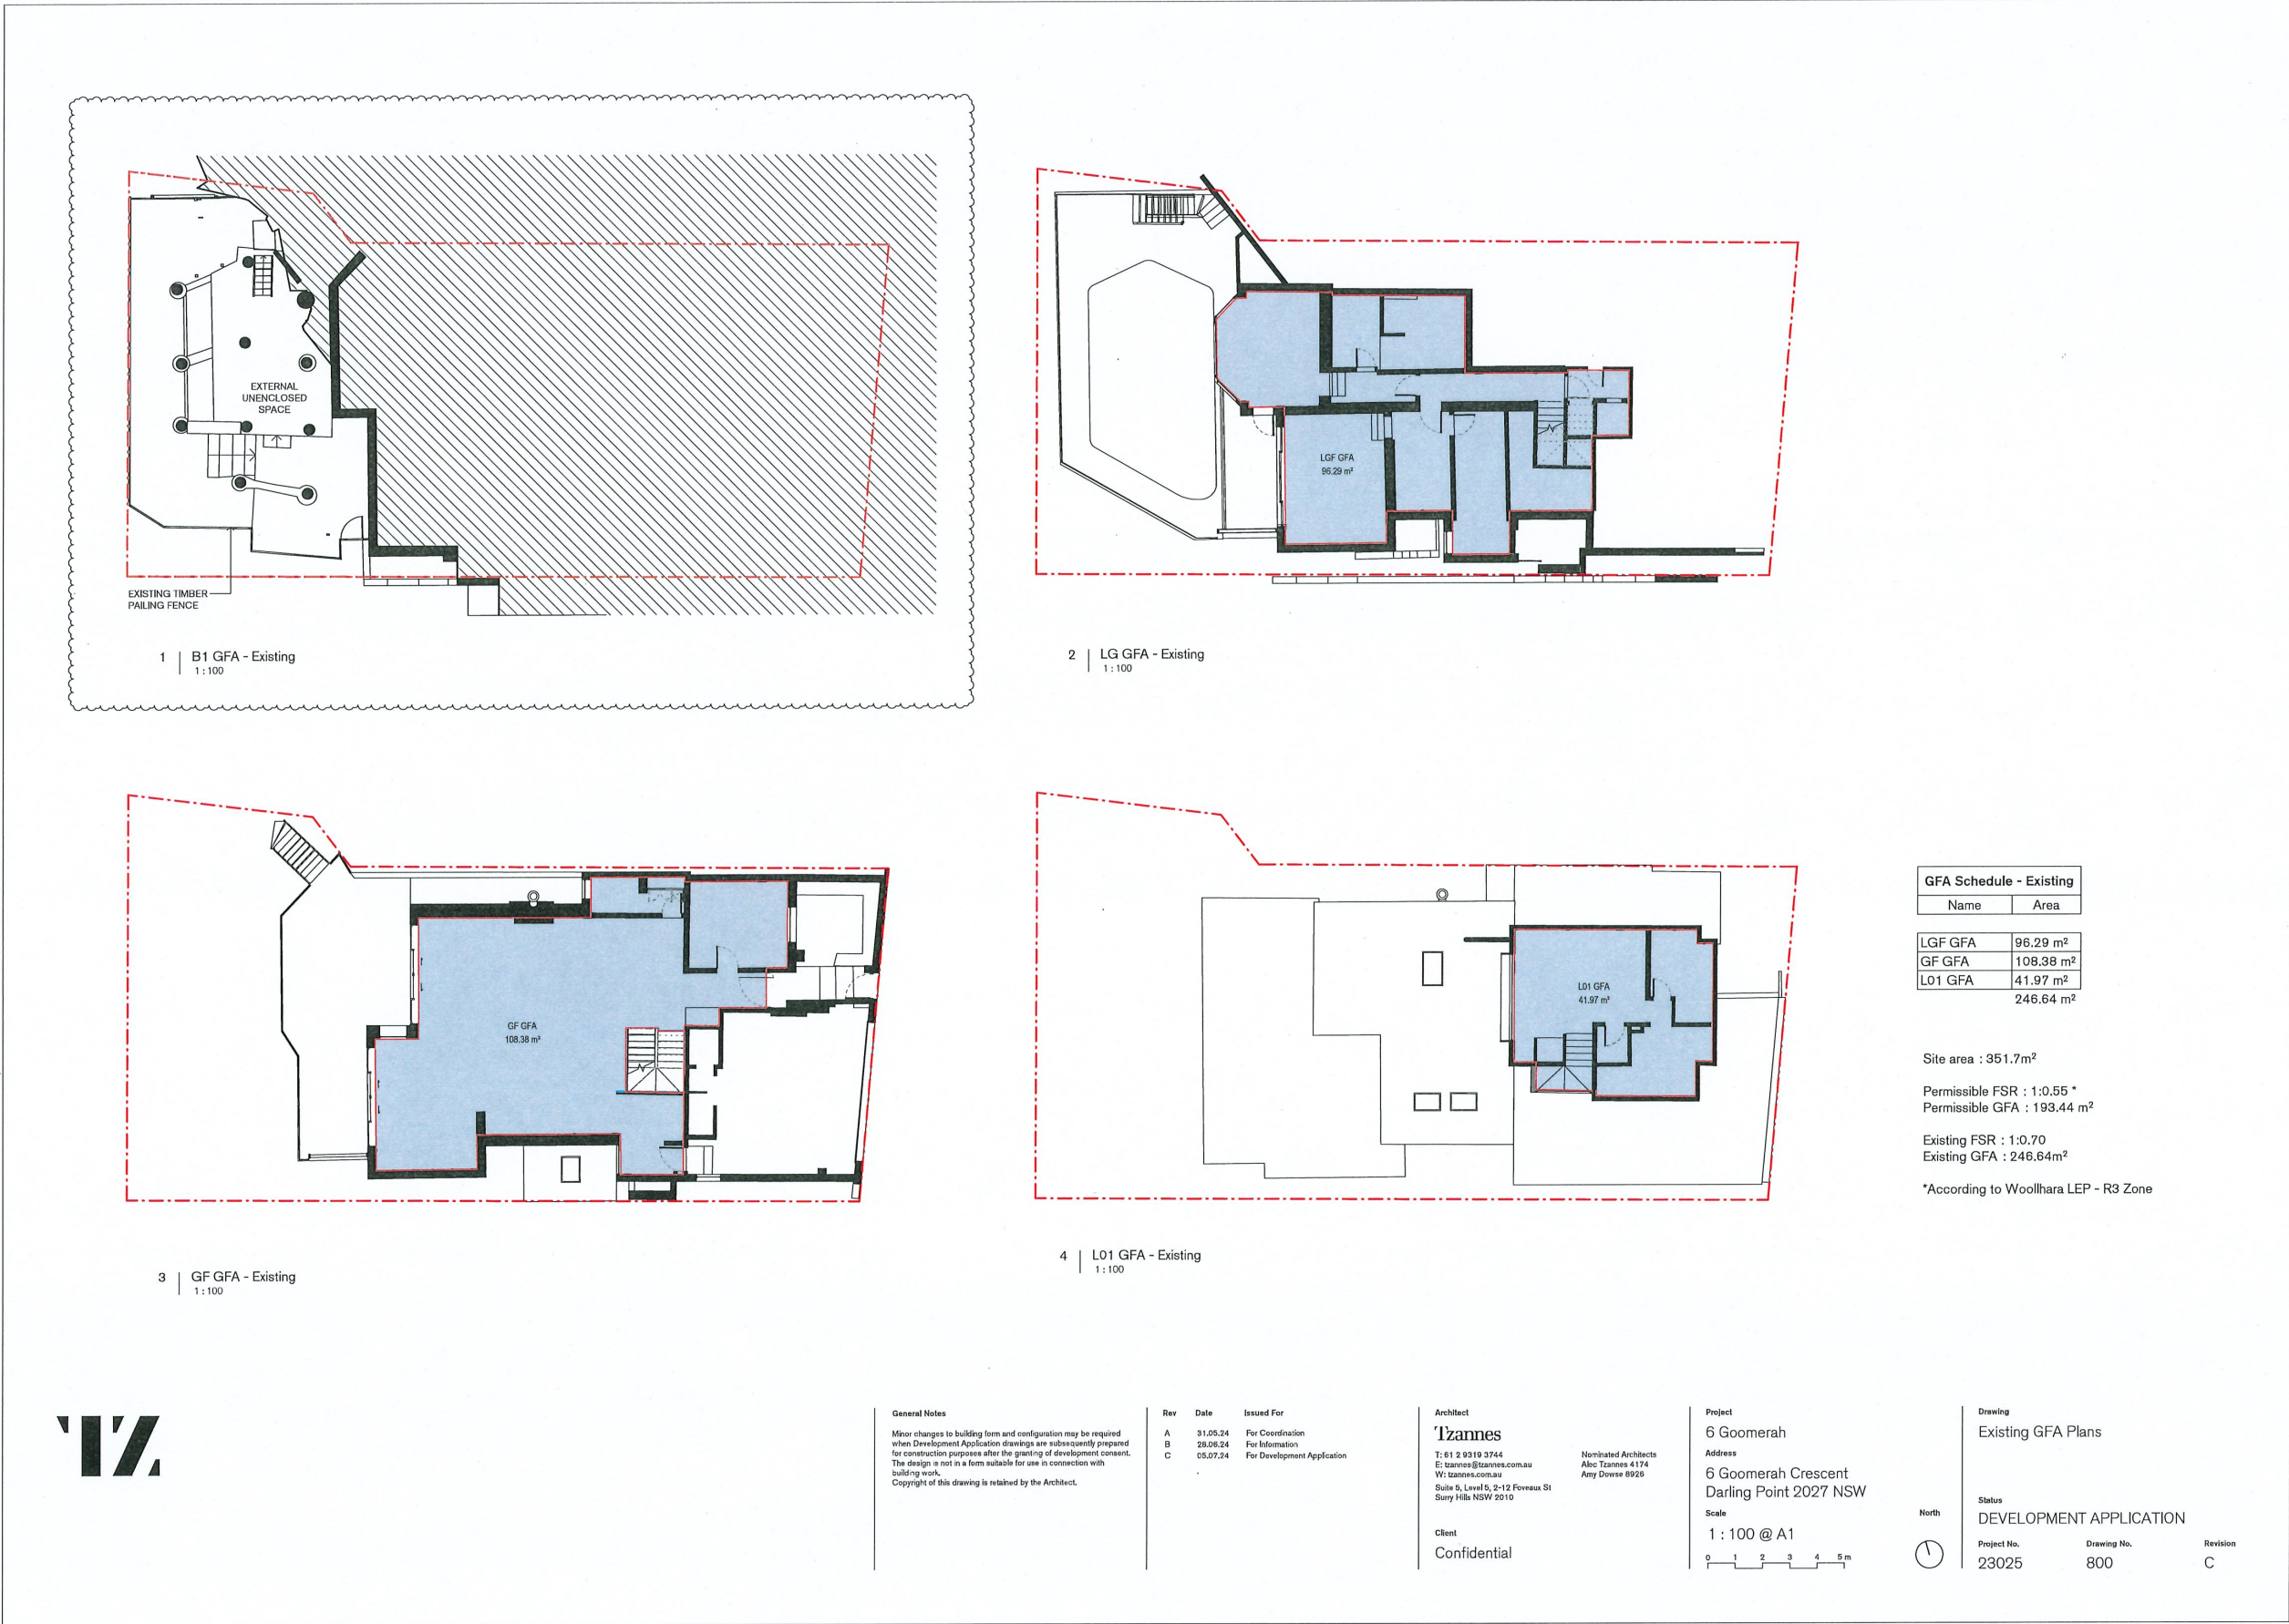 EXTERNAL
UNENCLOSED
SPACE
EXISTING TIMBER
PAILING FENCE
1 B1 GFA - Existing
1 : 100
LGF GFA
96.29 m²
2 LG GFA - Existing
1 : 100
GF GFA
108.38 m²
3 GF GFA - Existing
1 : 100
L01 GFA
41.97 m²
4 L01 GFA - Existing
1 : 100
GFA Schedule - Existing
Name Area
LGF GFA 96.29 m²
GF GFA 108.38 m²
L01 GFA 41.97 m²
246.64 m²
Site area : 351.7m²
Permissible FSR : 1:0.55 *
Permissible GFA : 193.44 m²
Existing FSR : 1:0.70
Existing GFA : 246.64m²
*According to Woollhara LEP - R3 Zone
TZ
General Notes
Minor changes to building form and configuration may be required
when Development Application drawings are subsequently prepared
for construction purposes after the granting of development consent.
The design is not in a form suitable for use in connection with
building work.
Copyright of this drawing is retained by the Architect.
Rev Date Issued For
A 31.05.24 For Coordination
B 28.06.24 For Information
C 05.07.24 For Development Application
Architect
Tzannes
T: 61 2 9319 3744
E: tzannes@tzannes.com.au
W: tzannes.com.au
Suite 5, Level 5, 2-12 Foveaux St
Surry Hills NSW 2010
Nominated Architects
Alec Tzannes 4174
Amy Dowse 8926
Client
Confidential
Project
6 Goomerah
Address
6 Goomerah Crescent
Darling Point 2027 NSW
Scale
1 : 100 @ A1
0 1 2 3 4 5 m
North
Drawing
Existing GFA Plans
Status
DEVELOPMENT APPLICATION
Project No. Drawing No. Revision
23025 800 C